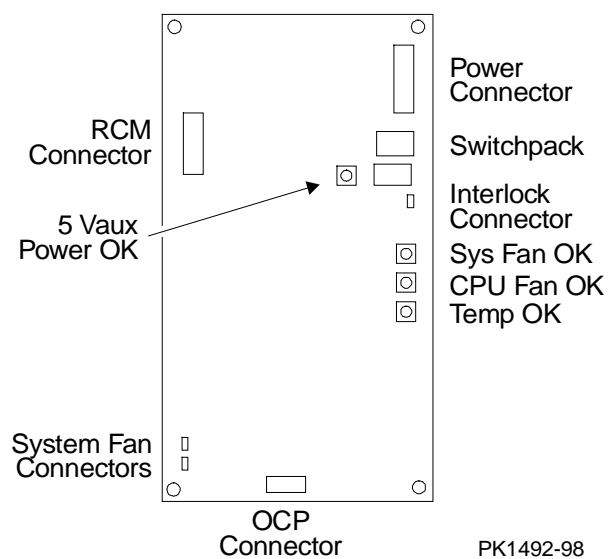 Power
Connector
RCM
Connector
Switchpack
Interlock
Connector
5 Vaux
Power OK
Sys Fan OK
CPU Fan OK
Temp OK
System Fan
Connectors
OCP
Connector
PK1492-98